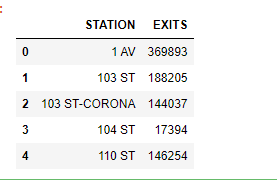 STATION EXITS
0 1 AV 369893
1 103 ST 188205
2 103 ST-CORONA 144037
3 104 ST 17394
4 110 ST 146254